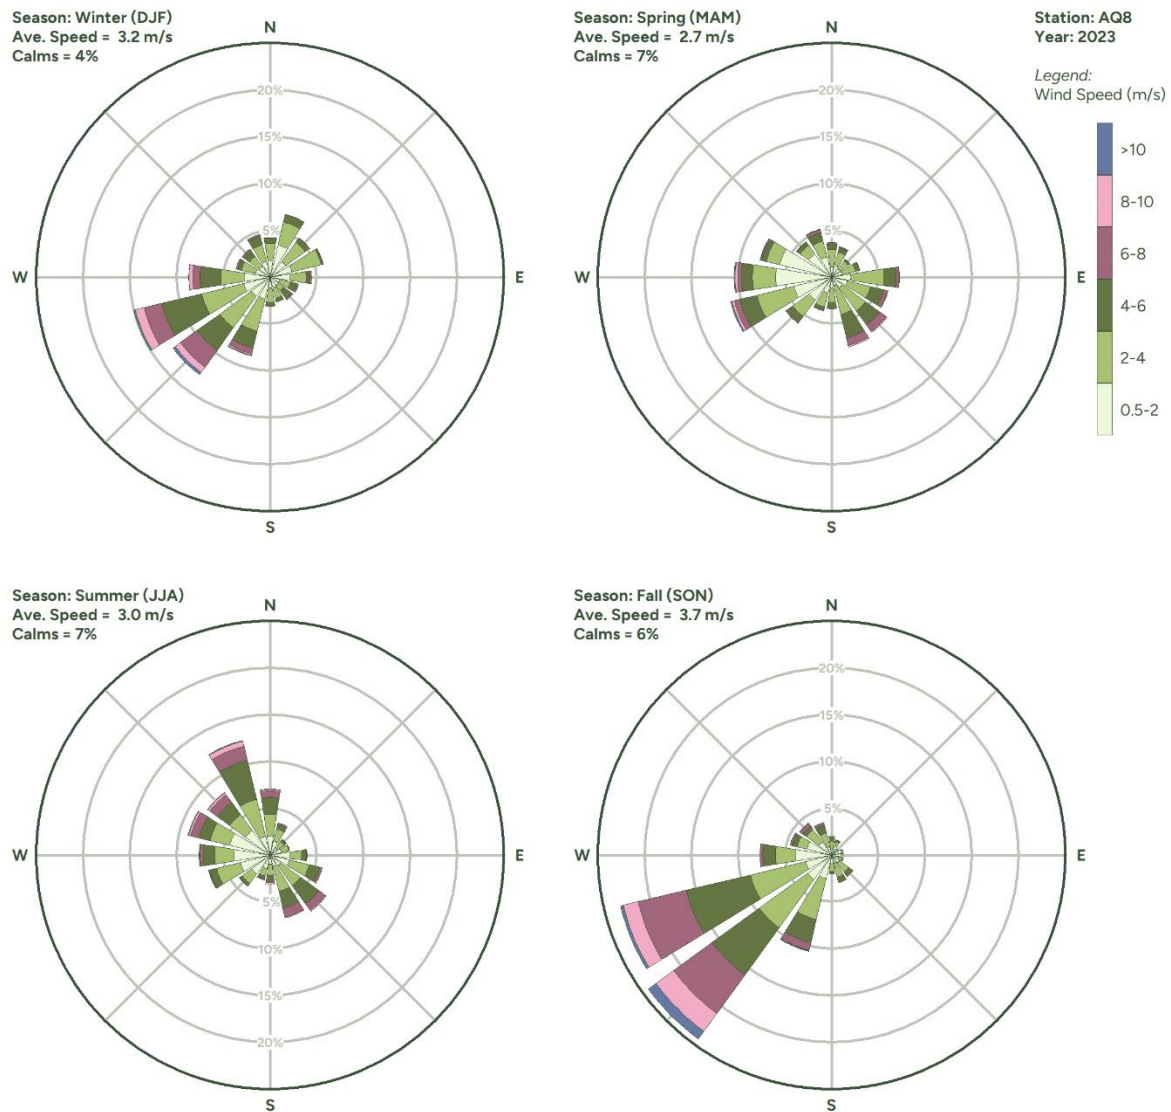 Season: Winter (DJF)
Ave. Speed = 3.2 m/s
Calms = 4%
N
20%
15%
10%
5%
W
E
S
Season: Spring (MAM)
Ave. Speed = 2.7 m/s
Calms = 7%
N
20%
15%
10%
5%
W
E
S
Station: AQ8
Year: 2023
Legend:
Wind Speed (m/s)
>10
8-10
6-8
4-6
2-4
0.5-2
Season: Summer (JJA)
Ave. Speed = 3.0 m/s
Calms = 7%
N
W
E
5%
10%
15%
20%
S
Season: Fall (SON)
Ave. Speed = 3.7 m/s
Calms = 6%
N
20%
15%
10%
5%
W
E
S